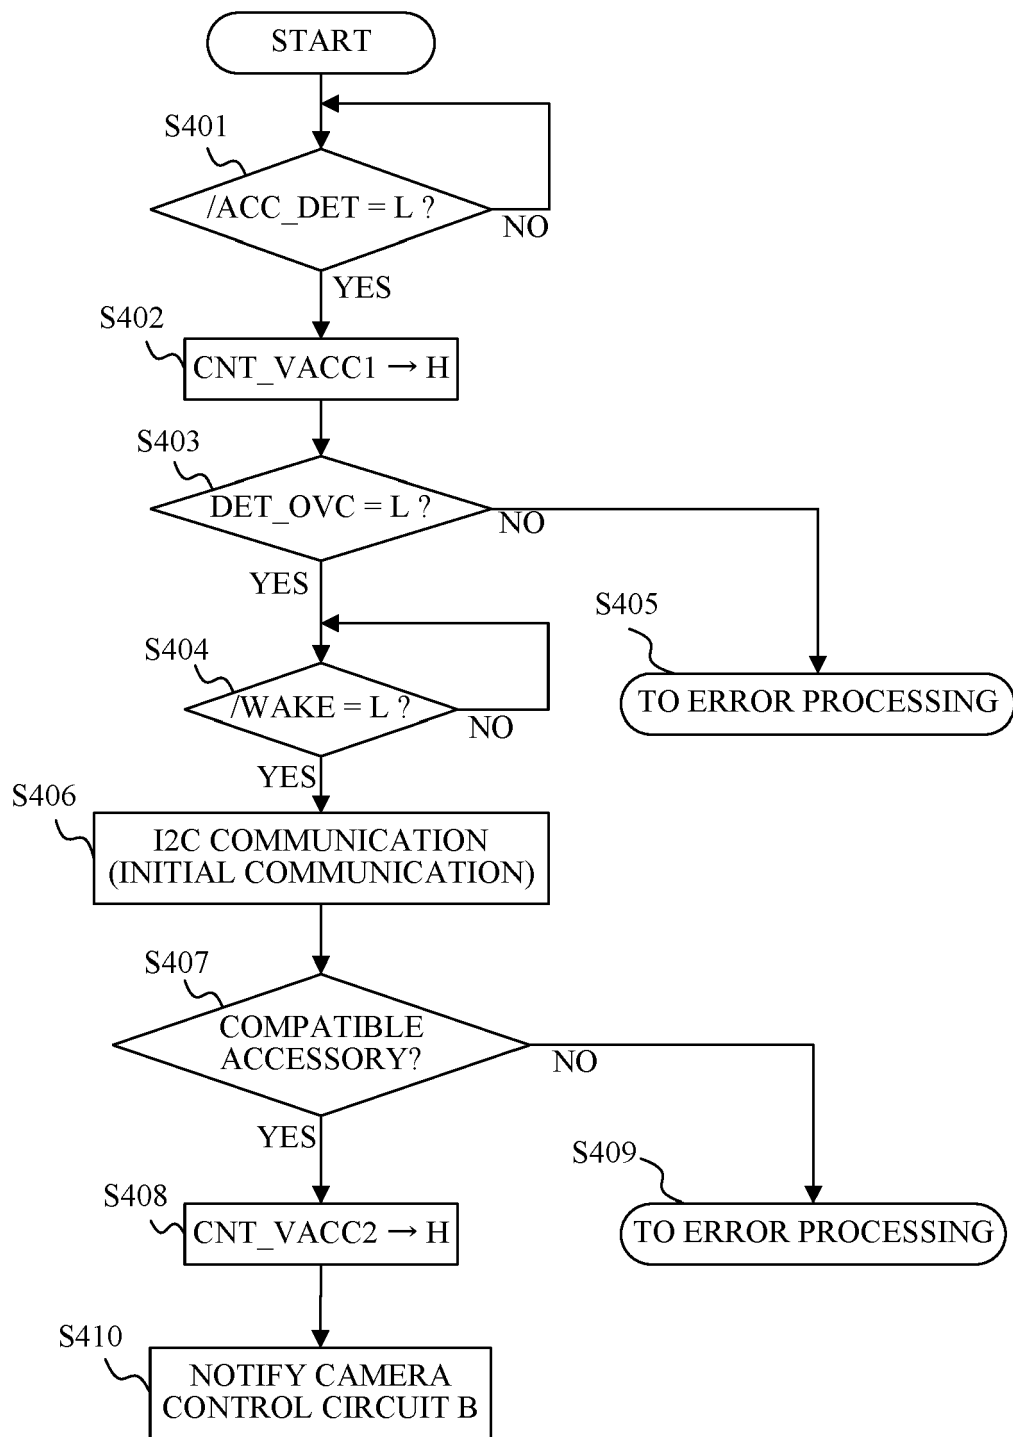 START
S401
/ACC_DET = L ?
NO
YES
S402
CNT_VACC1 → H
S403
DET_OVC = L ?
NO
YES
S405
TO ERROR PROCESSING
S404
/WAKE = L ?
NO
YES
S406
I2C COMMUNICATION
(INITIAL COMMUNICATION)
S407
COMPATIBLE
ACCESSORY?
NO
YES
S409
TO ERROR PROCESSING
S408
CNT_VACC2 → H
S410
NOTIFY CAMERA
CONTROL CIRCUIT B